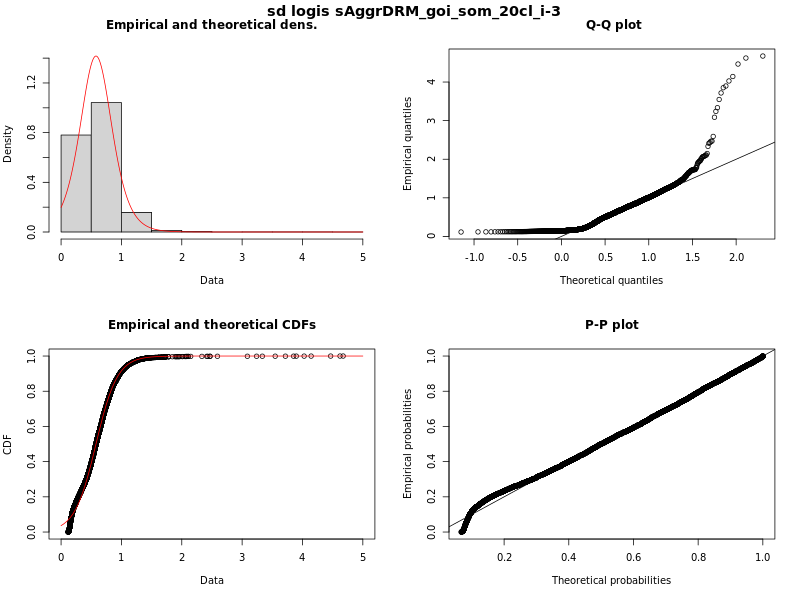 sd logis sAggrDRM_goi_som_20cl_i-3
Empirical and theoretical dens.
Density
0.0 0.4 0.8 1.2
0 1 2 3 4 5
Data
Q-Q plot
Empirical quantiles
0 1 2 3 4
-1.0 -0.5 0.0 0.5 1.0 1.5 2.0
Theoretical quantiles
Empirical and theoretical CDFs
CDF
0.0 0.2 0.4 0.6 0.8 1.0
0 1 2 3 4 5
Data
P-P plot
Empirical probabilities
0.0 0.2 0.4 0.6 0.8 1.0
0.2 0.4 0.6 0.8 1.0
Theoretical probabilities